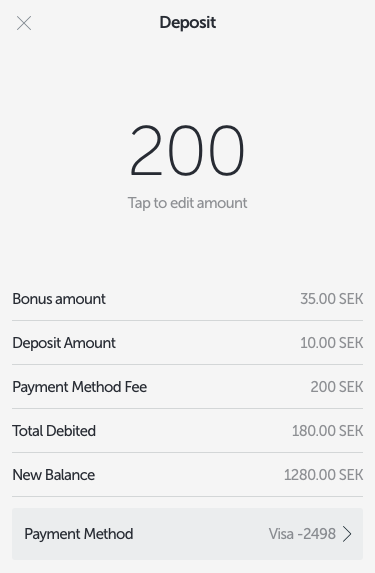 Deposit
200
Tap to edit amount
Bonus amount 35.00 SEK
Deposit Amount 10.00 SEK
Payment Method Fee 200 SEK
Total Debited 180.00 SEK
New Balance 1280.00 SEK
Payment Method Visa -2498